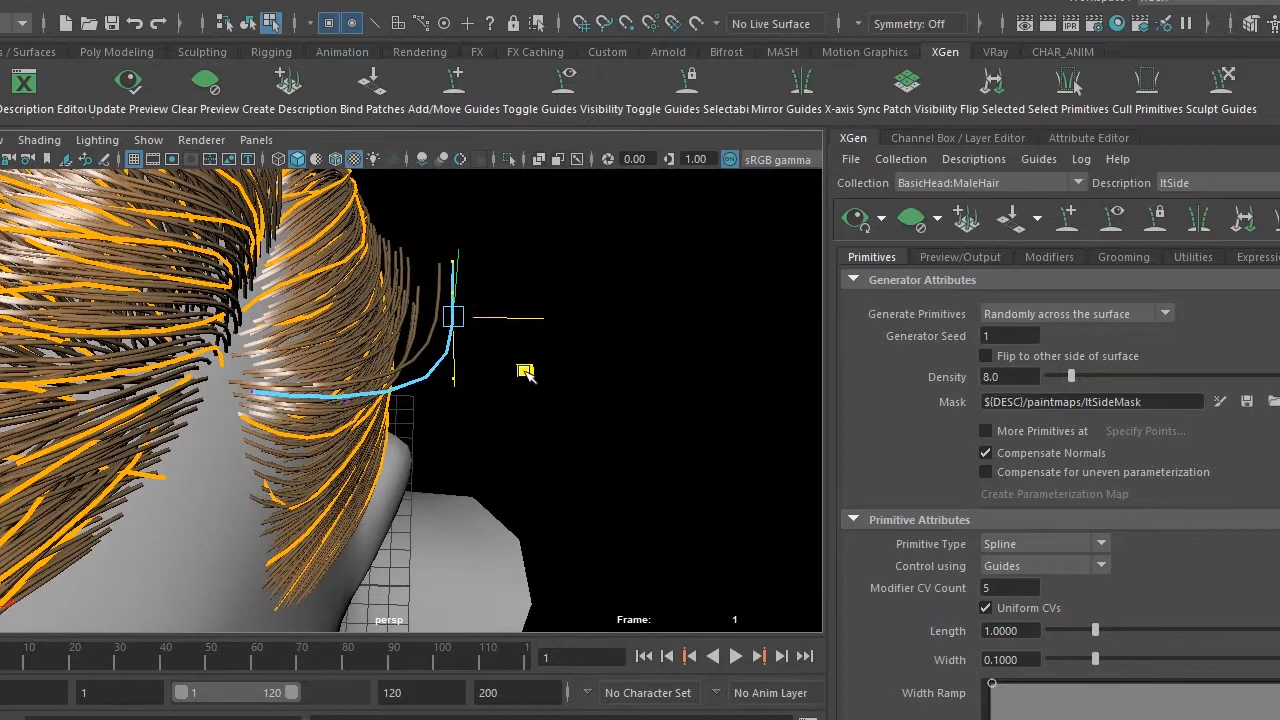 No Live Surface
Symmetry: Off
s / Surfaces Poly Modeling Sculpting Rigging Animation Rendering FX FX Caching Custom Arnold Bifrost MASH Motion Graphics XGen VRay CHAR_ANIM
Description Editor Update Preview Clear Preview Create Description Bind Patches Add/Move Guides Toggle Guides Visibility Toggle Guides Selectabi Mirror Guides X-axis Sync Patch Visibility Flip Selected Select Primitives Cull Primitives Sculpt Guides
Shading Lighting Show Renderer Panels
0.00 1.00 ON sRGB gamma
XGen Channel Box / Layer Editor Attribute Editor
File Collection Descriptions Guides Log Help
Collection BasicHead:MaleHair Description ltSide
Primitives Preview/Output Modifiers Grooming Utilities Expressi
Generator Attributes
Generate Primitives Randomly across the surface
Generator Seed 1
Flip to other side of surface
Density 8.0
Mask ${DESC}/paintmaps/ltSideMask
More Primitives at Specify Points...
Compensate Normals
Compensate for uneven parameterization
Create Parameterization Map
Primitive Attributes
Primitive Type Spline
Control using Guides
Modifier CV Count 5
Uniform CVs
Length 1.0000
Width 0.1000
Width Ramp
persp Frame: 1
10 20 30 40 50 60 70 80 90 100 110 1
1
1 1 120 120 200 No Character Set No Anim Layer